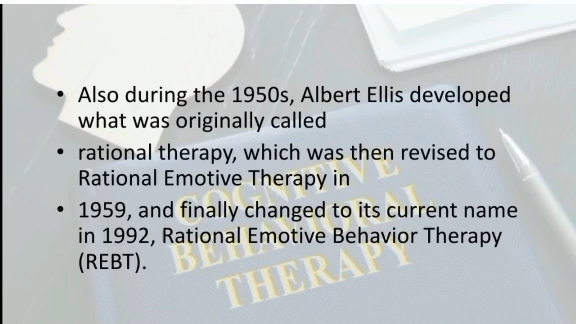 • Also during the 1950s, Albert Ellis developed
what was originally called
• rational therapy, which was then revised to
Rational Emotive Therapy in
• 1959, and finally changed to its current name
in 1992, Rational Emotive Behavior Therapy
(REBT).
COGNITIVE
BEHAVIORAL
THERAPY